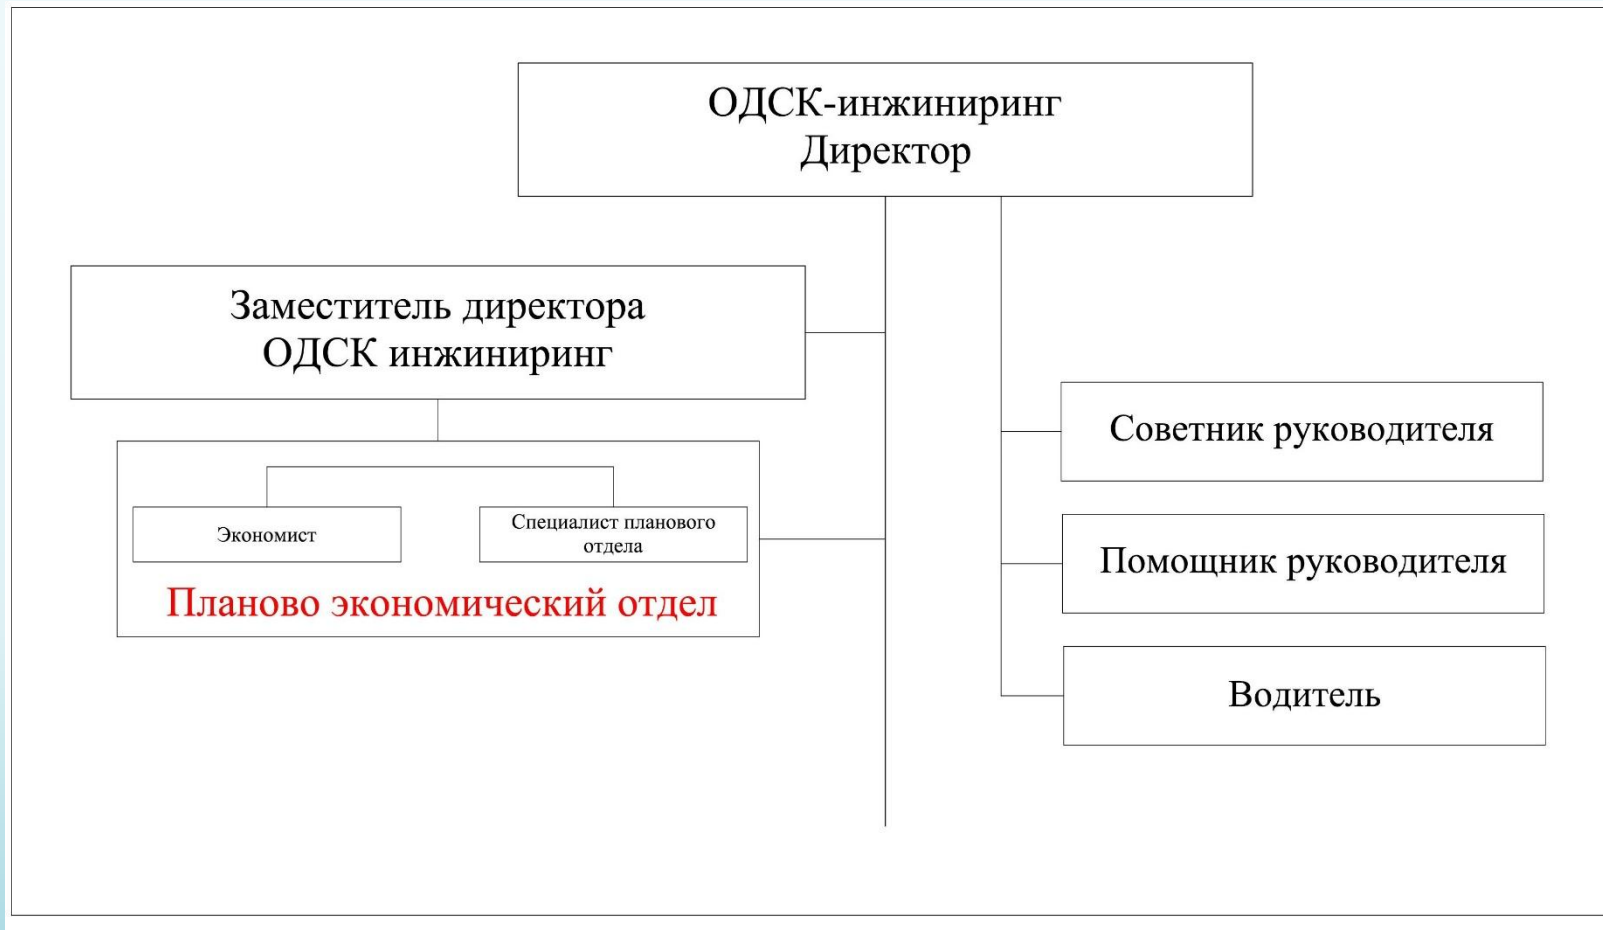 ОДСК-инжиниринг
Директор
Заместитель директора
ОДСК инжиниринг
Экономист
Специалист планового
отдела
Планово экономический отдел
Советник руководителя
Помощник руководителя
Водитель